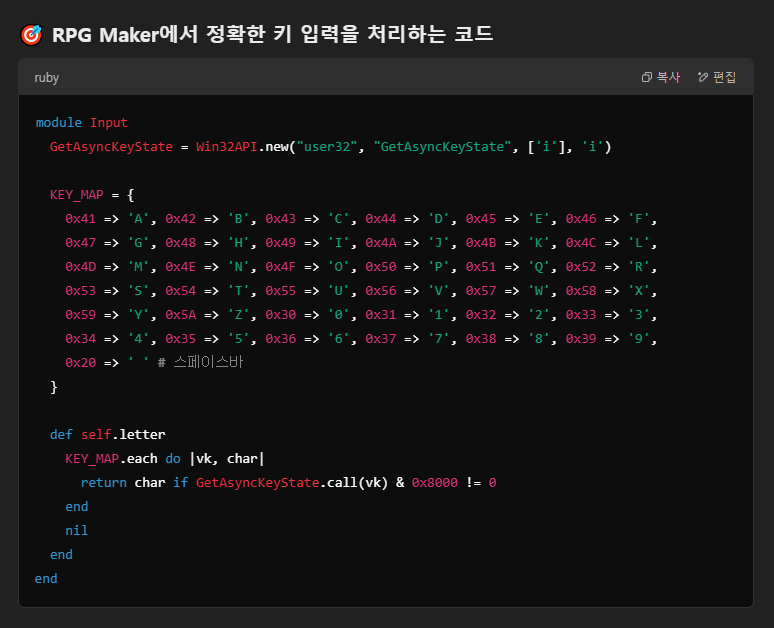 🎯 RPG Maker에서 정확한 키 입력을 처리하는 코드
ruby 복사 편집
module Input
  GetAsyncKeyState = Win32API.new("user32", "GetAsyncKeyState", ['i'], 'i')

  KEY_MAP = {
    0x41 => 'A', 0x42 => 'B', 0x43 => 'C', 0x44 => 'D', 0x45 => 'E', 0x46 => 'F',
    0x47 => 'G', 0x48 => 'H', 0x49 => 'I', 0x4A => 'J', 0x4B => 'K', 0x4C => 'L',
    0x4D => 'M', 0x4E => 'N', 0x4F => 'O', 0x50 => 'P', 0x51 => 'Q', 0x52 => 'R',
    0x53 => 'S', 0x54 => 'T', 0x55 => 'U', 0x56 => 'V', 0x57 => 'W', 0x58 => 'X',
    0x59 => 'Y', 0x5A => 'Z', 0x30 => '0', 0x31 => '1', 0x32 => '2', 0x33 => '3',
    0x34 => '4', 0x35 => '5', 0x36 => '6', 0x37 => '7', 0x38 => '8', 0x39 => '9',
    0x20 => ' ' # 스페이스바
  }

  def self.letter
    KEY_MAP.each do |vk, char|
      return char if GetAsyncKeyState.call(vk) & 0x8000 != 0
    end
    nil
  end
end